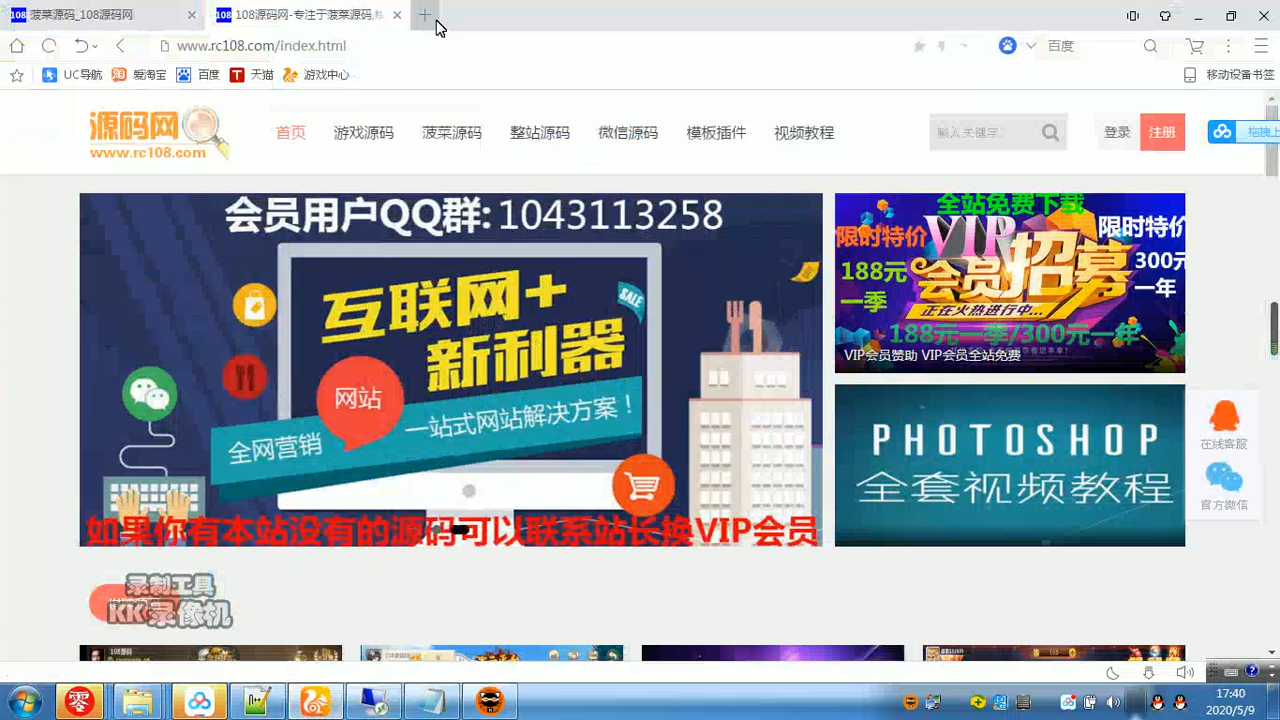 菠菜源码_108源码网
108源码网-专注于菠菜源码,
www.rc108.com/index.html
百度
UC导航
爱淘宝
百度
天猫
游戏中心
移动设备书签
源码网
www.rc108.com
首页
游戏源码
菠菜源码
整站源码
微信源码
模板插件
视频教程
输入关键字
登录
注册
拖拽上
会员用户QQ群:1043113258
互联网+
新利器
SALE
网站
全网营销
一站式网站解决方案！
如果你有本站没有的源码可以联系站长换VIP会员
全站免费下载
限时特价
VIP
限时特价
188元
一季
会员招募
300元
一年
正在火热进行中...
188元一季/300元一年
VIP会员赞助 VIP会员全站免费
PHOTOSHOP
全套视频教程
在线客服
官方微信
录制工具
KK录像机
108源码
17:40
2020/5/9